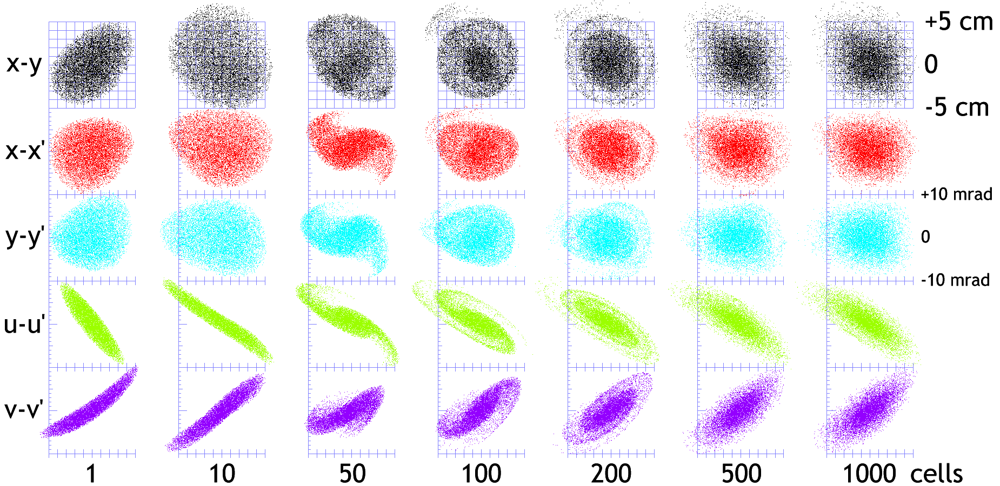 +5 cm
x-y
0
-5 cm
x-x'
+10 mrad
y-y'
0
-10 mrad
u-u'
v-v'
1 10 50 100 200 500 1000 cells